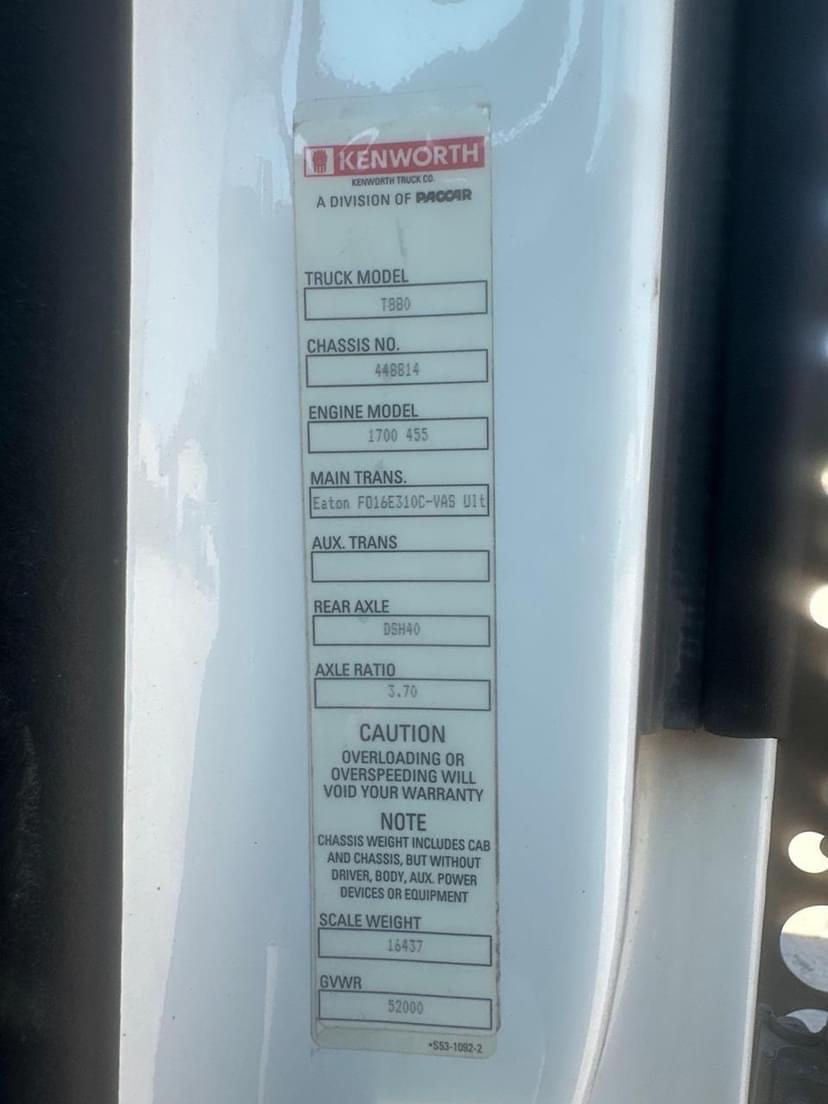 KENWORTH
KENWORTH TRUCK CO.
A DIVISION OF PACCAR
TRUCK MODEL
T880
CHASSIS NO.
448814
ENGINE MODEL
1700 455
MAIN TRANS.
Eaton FO16E310C-VAS Ult
AUX. TRANS
REAR AXLE
DSH40
AXLE RATIO
3.70
CAUTION
OVERLOADING OR
OVERSPEEDING WILL
VOID YOUR WARRANTY
NOTE
CHASSIS WEIGHT INCLUDES CAB
AND CHASSIS, BUT WITHOUT
DRIVER, BODY, AUX. POWER
DEVICES OR EQUIPMENT
SCALE WEIGHT
16437
GVWR
52000
*S53-1092-2